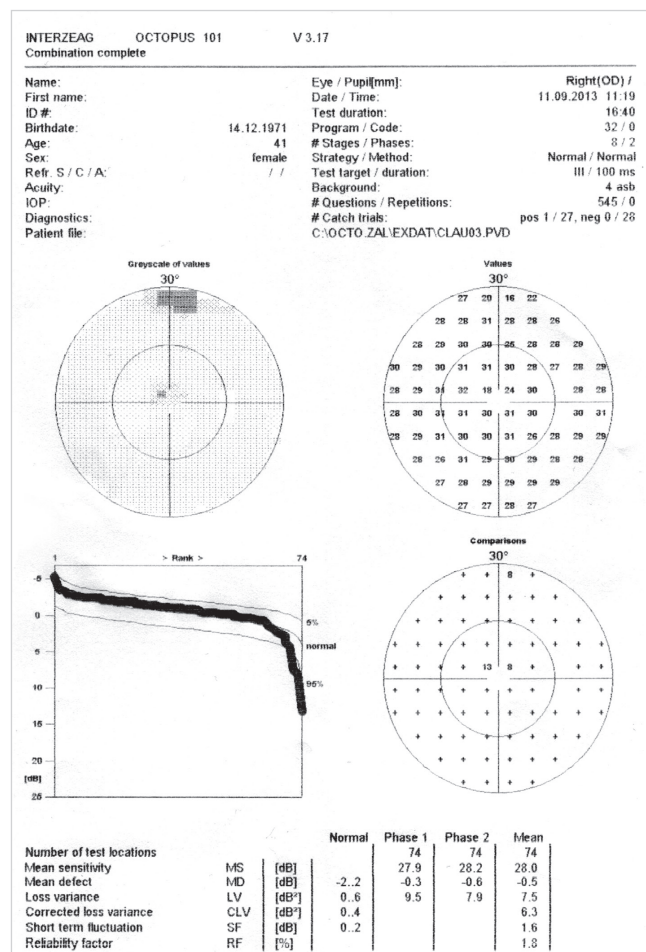 INTERZEAG OCTOPUS 101 V 3.17
Combination complete
Name: Eye / Pupil[mm]: Right(OD) /
First name: Date / Time: 11.09.2013 11:19
ID #: Test duration: 16:40
Birthdate: 14.12.1971 Program / Code: 32 / 0
Age: 41 # Stages / Phases: 8 / 2
Sex: female Strategy / Method: Normal / Normal
Refr. S / C / A: / / Test target / duration: III / 100 ms
Acuity: Background: 4 asb
IOP: # Questions / Repetitions: 545 / 0
Diagnostics: # Catch trials: pos 1 / 27, neg 0 / 28
Patient file: C:\OCTO.ZAL\EXDAT\CLAU03.PVD
Greyscale of values
30°
Values
30°
27 20 16 22
28 28 31 28 28 26
28 29 30 30 25 28 28 29
30 29 30 31 30 31 30 28 27 28 29
28 29 31 32 18 24 30 28 28
28 30 31 31 30 31 30 30 31
28 29 31 30 30 31 26 28 29 29
28 26 31 29 30 29 28 28
27 28 29 29 29 29
27 27 28 27
1 > Rank > 74
-5
0
5
10
15
20
[dB]
25
5%
normal
95%
Comparisons
30°
+ + 8 +
+ + + + + +
+ + + + + + + +
+ + + + + + + + + +
+ + + + 13 8 + + +
+ + + + + + + + +
+ + + + + + + + + +
+ + + + + + + +
+ + + + + +
+ + + +
Normal Phase 1 Phase 2 Mean
Number of test locations 74 74 74
Mean sensitivity MS [dB] 27.9 28.2 28.0
Mean defect MD [dB] -2..2 -0.3 -0.6 -0.5
Loss variance LV [dB²] 0..6 9.5 7.9 7.5
Corrected loss variance CLV [dB²] 0..4 6.3
Short term fluctuation SF [dB] 0..2 1.6
Reliability factor RF [%] 1.8